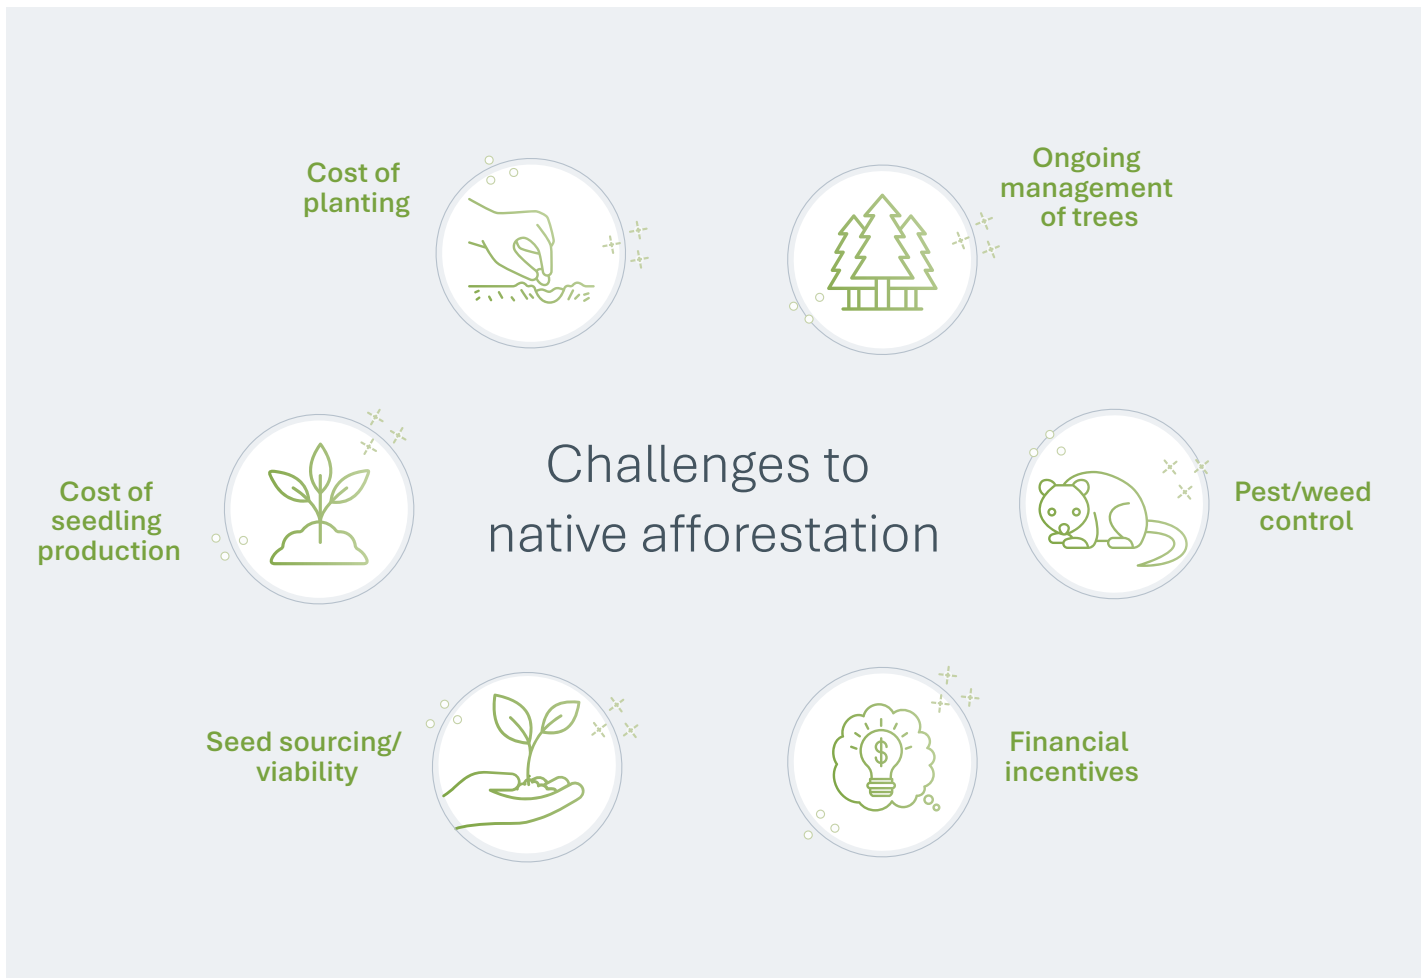 Cost of
planting
Ongoing
management
of trees
Challenges to
native afforestation
Cost of
seedling
production
Pest/weed
control
Seed sourcing/
viability
Financial
incentives
$